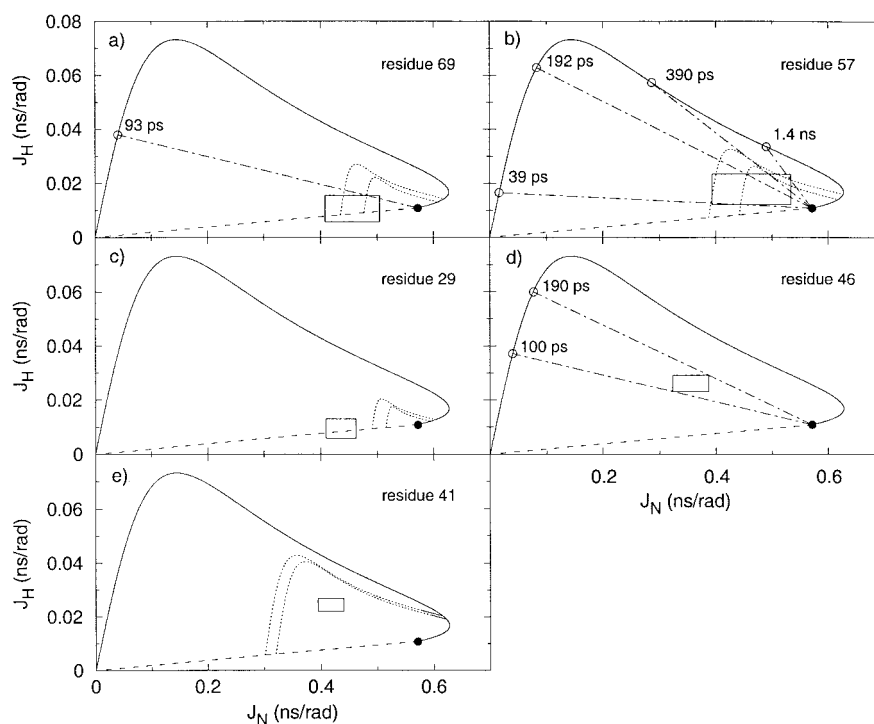 0.08
a)
residue 69
0.06
93 ps
0.04
0.02
0
J_H (ns/rad)
b)
residue 57
192 ps
390 ps
1.4 ns
39 ps
c)
residue 29
0.06
0.04
0.02
0
J_H (ns/rad)
d)
residue 46
190 ps
100 ps
0.2
0.4
0.6
J_N (ns/rad)
e)
residue 41
0.06
0.04
0.02
0
J_H (ns/rad)
0
0.2
0.4
0.6
J_N (ns/rad)